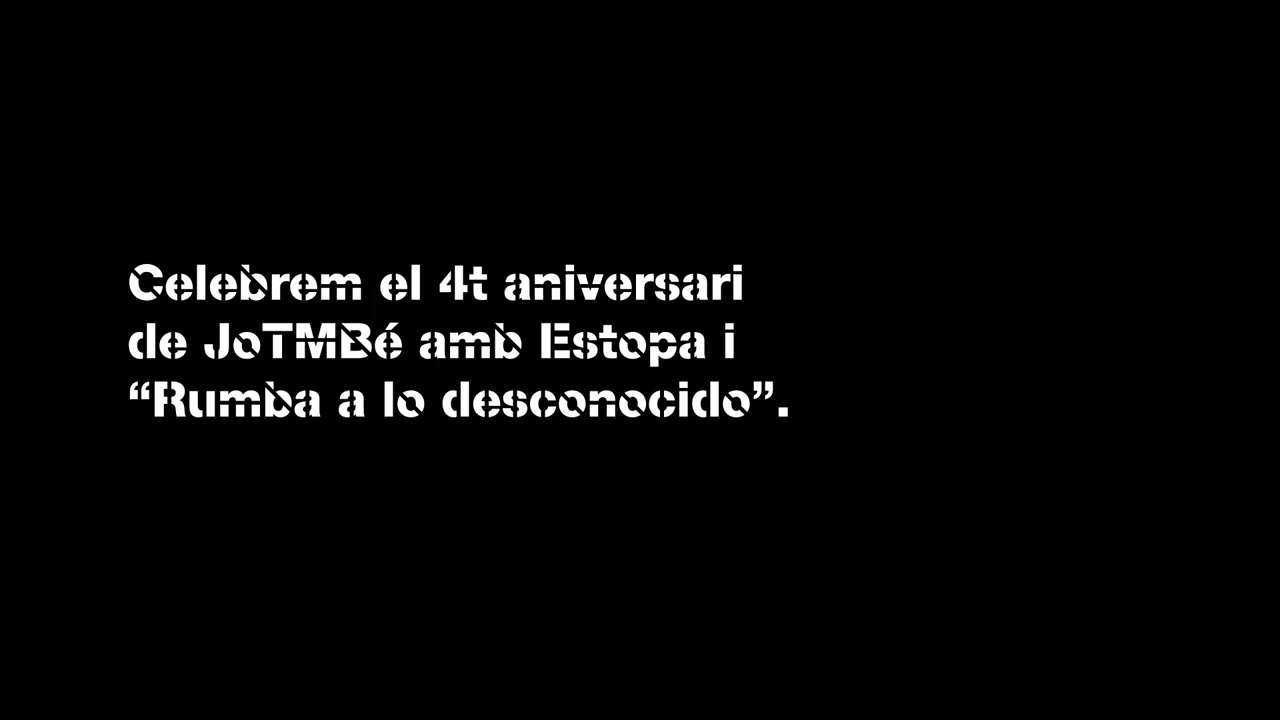 Celebrem el 4t aniversari
de JoTMBé amb Estopa i
“Rumba a lo desconocido”.